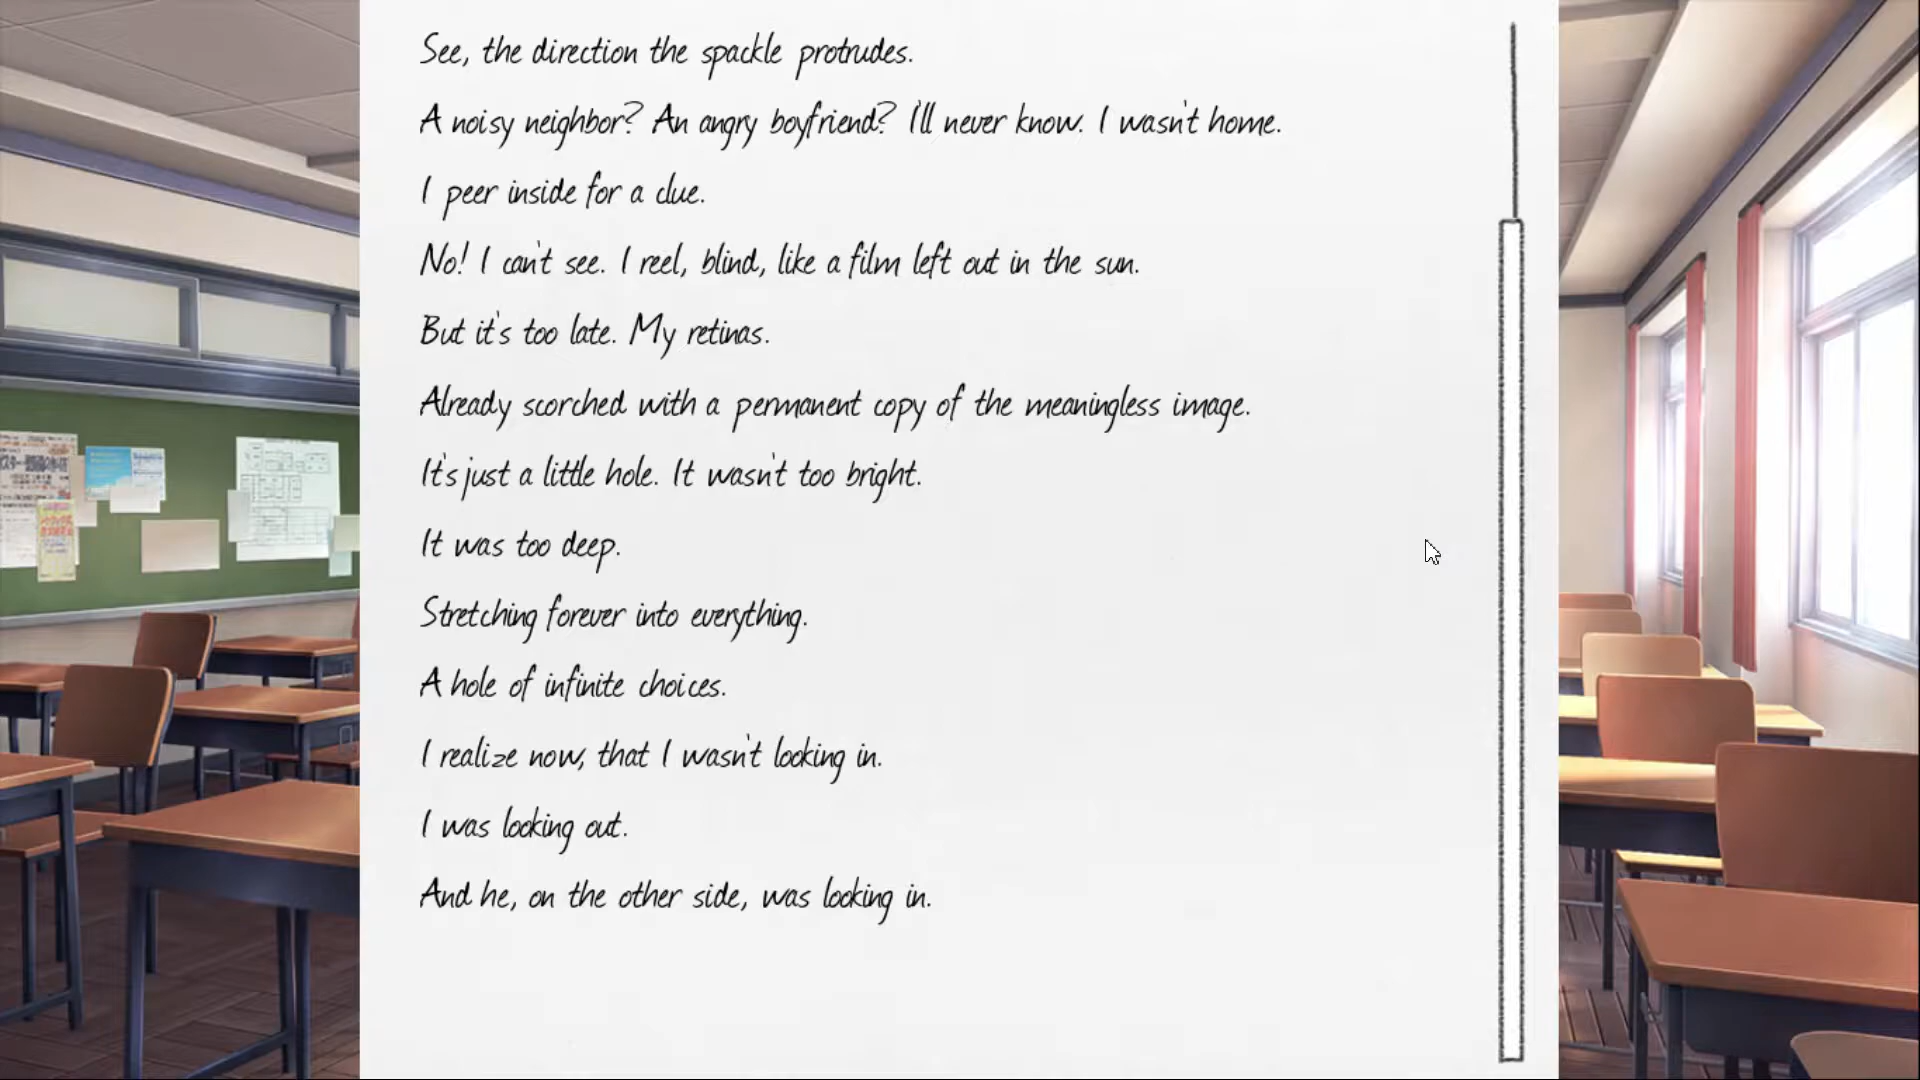 See, the direction the spackle protrudes.
A noisy neighbor? An angry boyfriend? I'll never know. I wasn't home.
I peer inside for a clue.
No! I can't see. I reel, blind, like a film left out in the sun.
But it's too late. My retinas.
Already scorched with a permanent copy of the meaningless image.
It's just a little hole. It wasn't too bright.
It was too deep.
Stretching forever into everything.
A hole of infinite choices.
I realize now, that I wasn't looking in.
I was looking out.
And he, on the other side, was looking in.